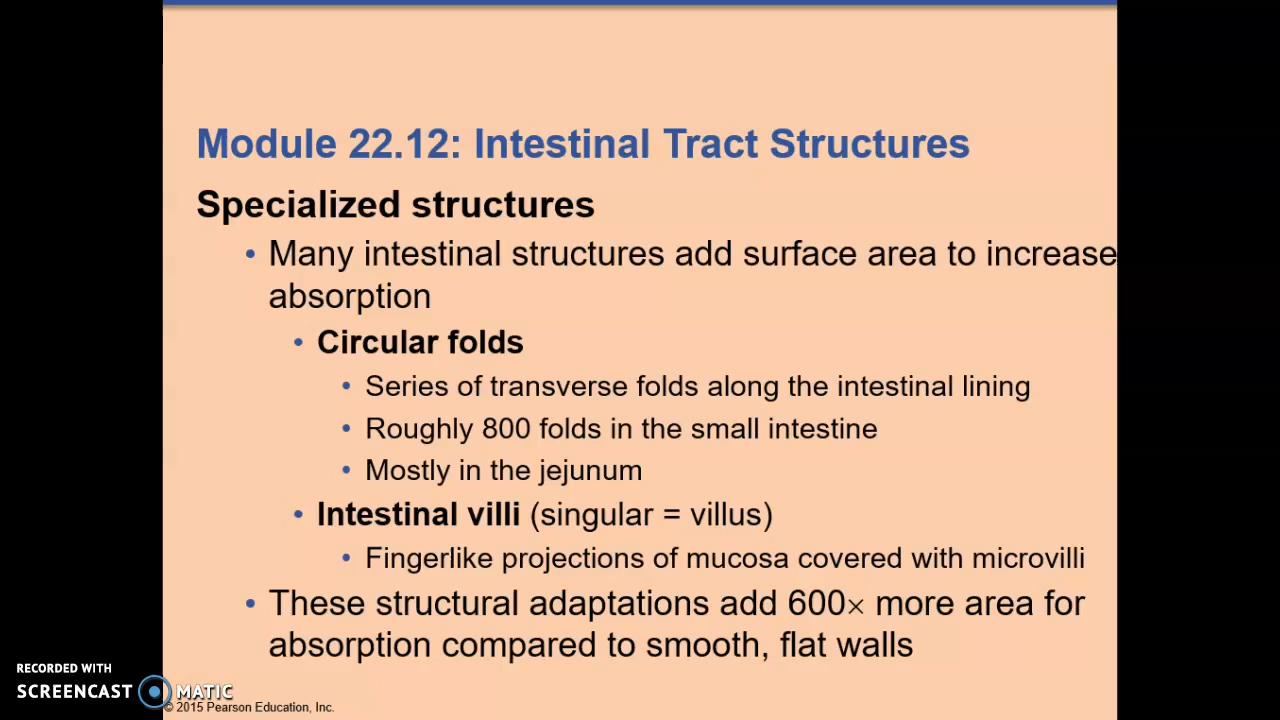 Module 22.12: Intestinal Tract Structures
Specialized structures
• Many intestinal structures add surface area to increase
absorption
• Circular folds
• Series of transverse folds along the intestinal lining
• Roughly 800 folds in the small intestine
• Mostly in the jejunum
• Intestinal villi (singular = villus)
• Fingerlike projections of mucosa covered with microvilli
• These structural adaptations add 600× more area for
absorption compared to smooth, flat walls
RECORDED WITH
SCREENCAST MATIC
© 2015 Pearson Education, Inc.